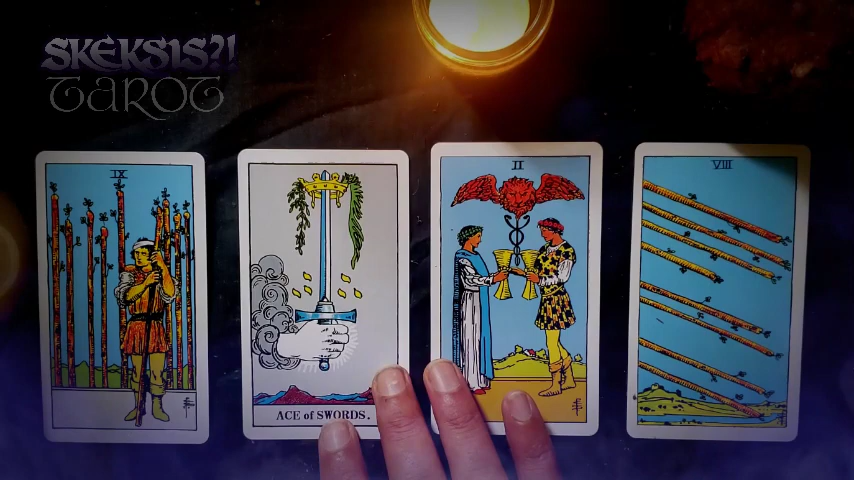 SKEKSIS?!
TAROT
IX
II
VIII
ACE of SWORDS.